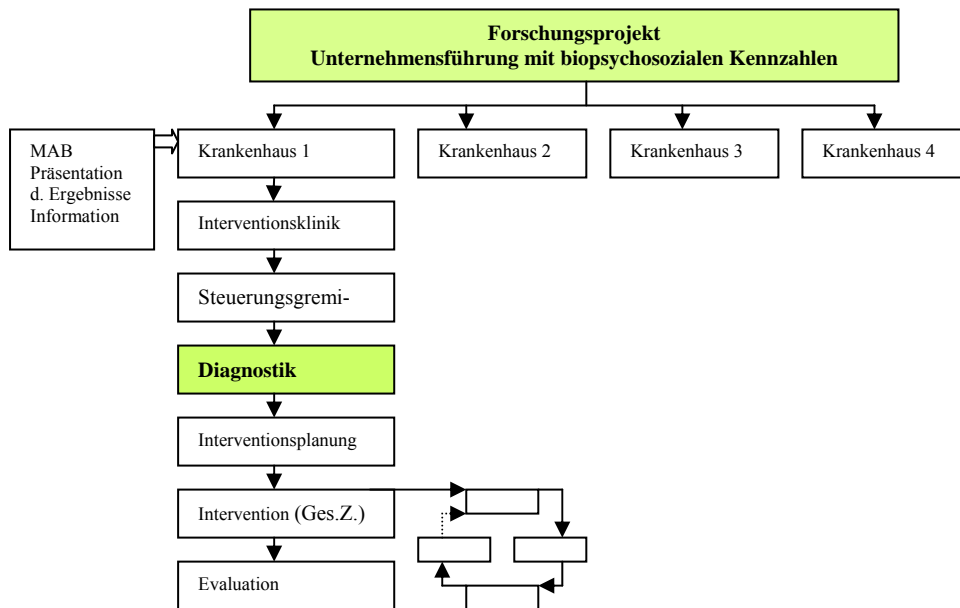 Forschungsprojekt
Unternehmensführung mit biopsychosozialen Kennzahlen
MAB
Präsentation
d. Ergebnisse
Information
Krankenhaus 1
Krankenhaus 2
Krankenhaus 3
Krankenhaus 4
Interventionsklinik
Steuerungsgremi-
Diagnostik
Interventionsplanung
Intervention (Ges.Z.)
Evaluation